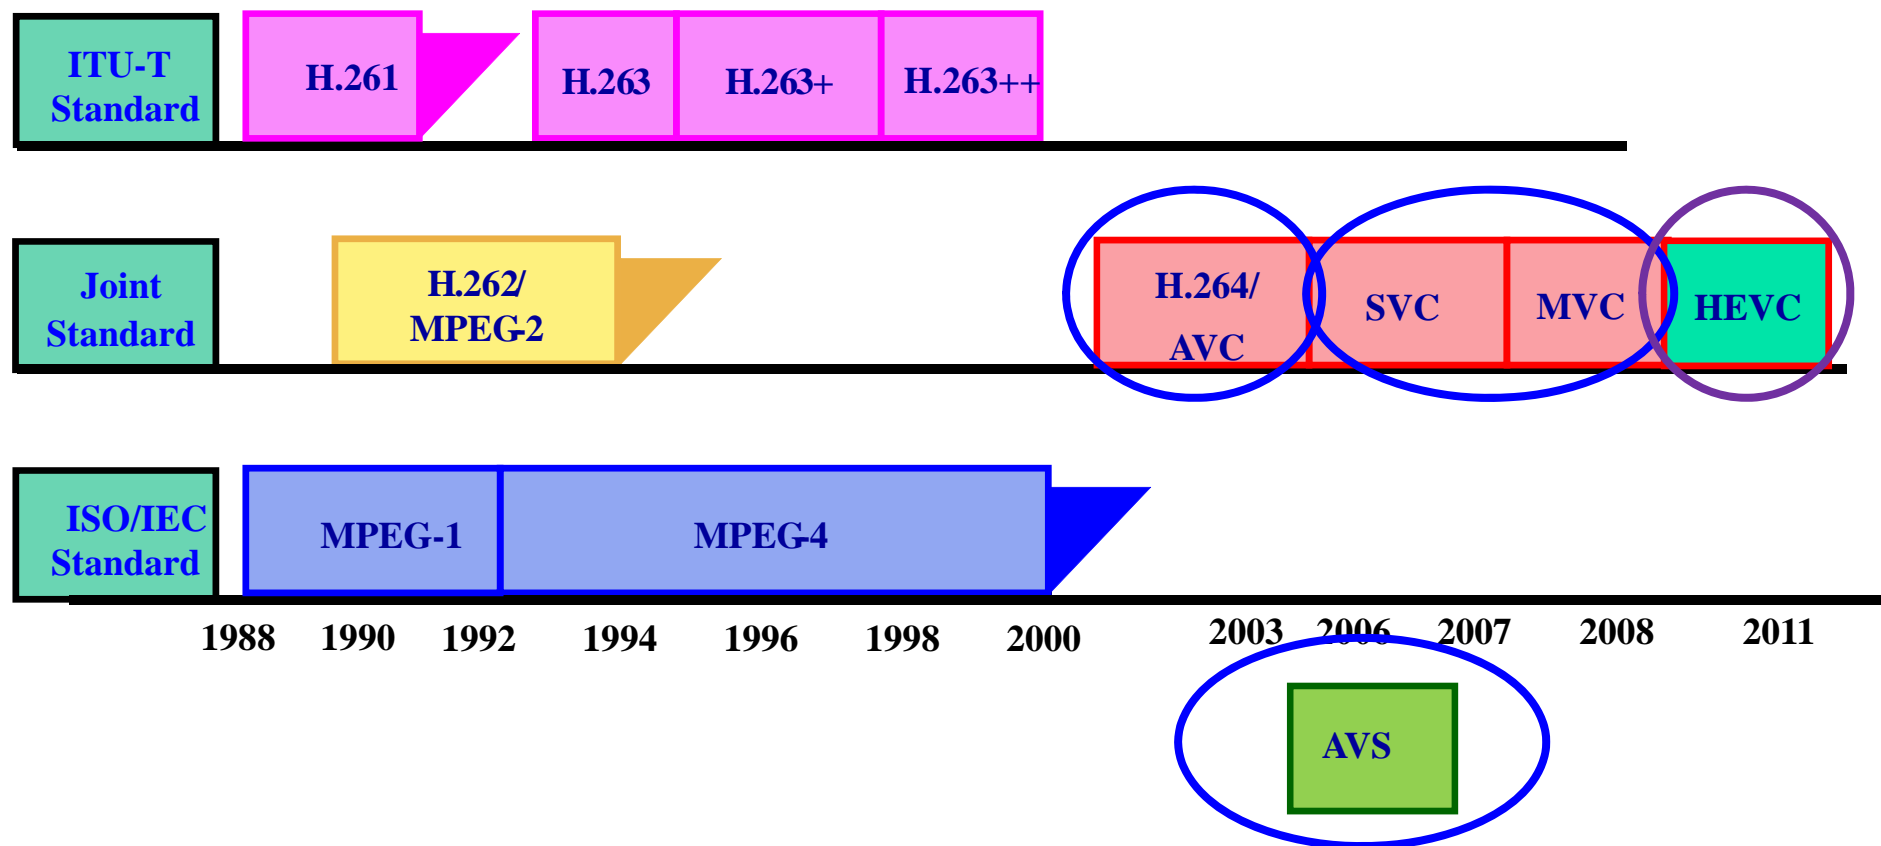 ITU-T
Standard
H.261
H.263
H.263+
H.263++
Joint
Standard
H.262/
MPEG-2
H.264/
AVC
SVC
MVC
HEVC
ISO/IEC
Standard
MPEG-1
MPEG-4
1988 1990 1992 1994 1996 1998 2000 2003 2006 2007 2008 2011
AVS